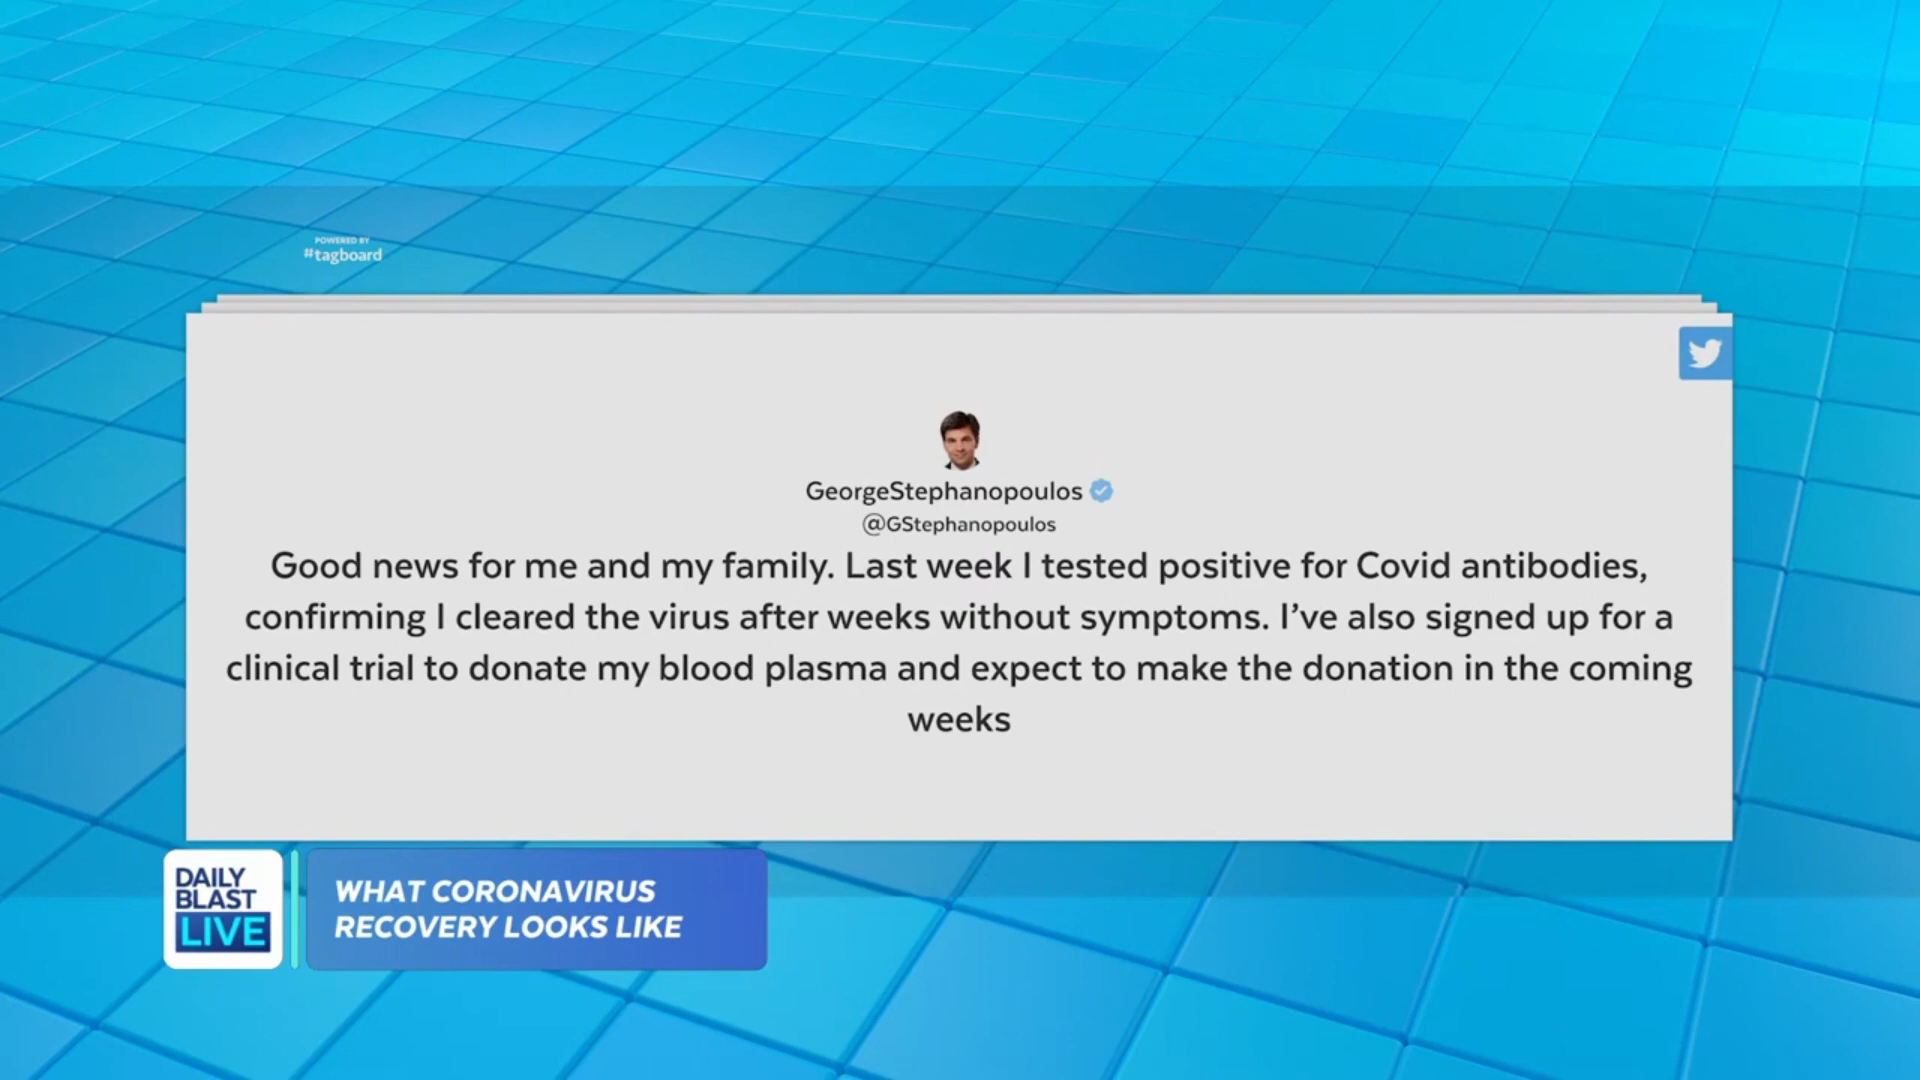 POWERED BY
#tagboard
GeorgeStephanopoulos
@GStephanopoulos
Good news for me and my family. Last week I tested positive for Covid antibodies,
confirming I cleared the virus after weeks without symptoms. I’ve also signed up for a
clinical trial to donate my blood plasma and expect to make the donation in the coming
weeks
DAILY
BLAST
LIVE
WHAT CORONAVIRUS
RECOVERY LOOKS LIKE